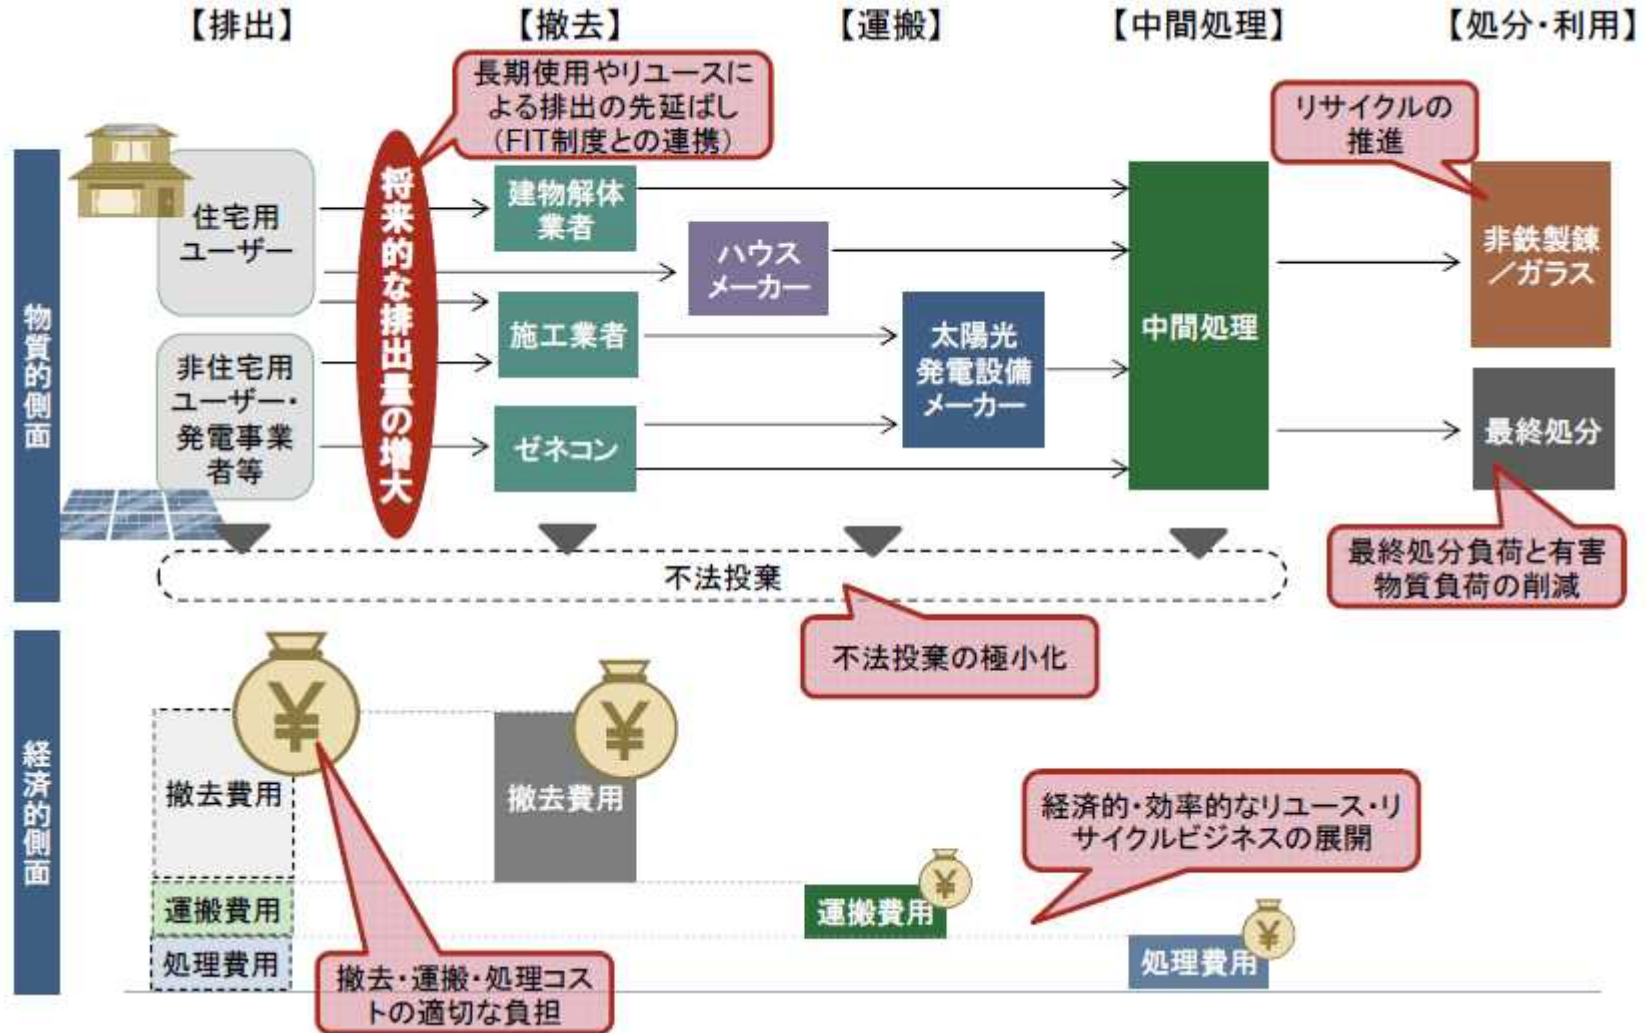 【排出】
【撤去】
【運搬】
【中間処理】
【処分・利用】
長期使用やリユースに
よる排出の先延ばし
(FIT制度との連携)
リサイクルの
推進
物質的側面
住宅用
ユーザー
将来的な排出量の増大
建物解体
業者
ハウス
メーカー
施工業者
太陽光
発電設備
メーカー
中間処理
非鉄製錬
/ガラス
非住宅用
ユーザー・
発電事業
者等
ゼネコン
最終処分
不法投棄
最終処分負荷と有害
物質負荷の削減
不法投棄の極小化
経済的側面
¥
¥
撤去費用
撤去費用
経済的・効率的なリユース・リ
サイクルビジネスの展開
運搬費用
運搬費用
¥
処理費用
処理費用
¥
撤去・運搬・処理コス
トの適切な負担